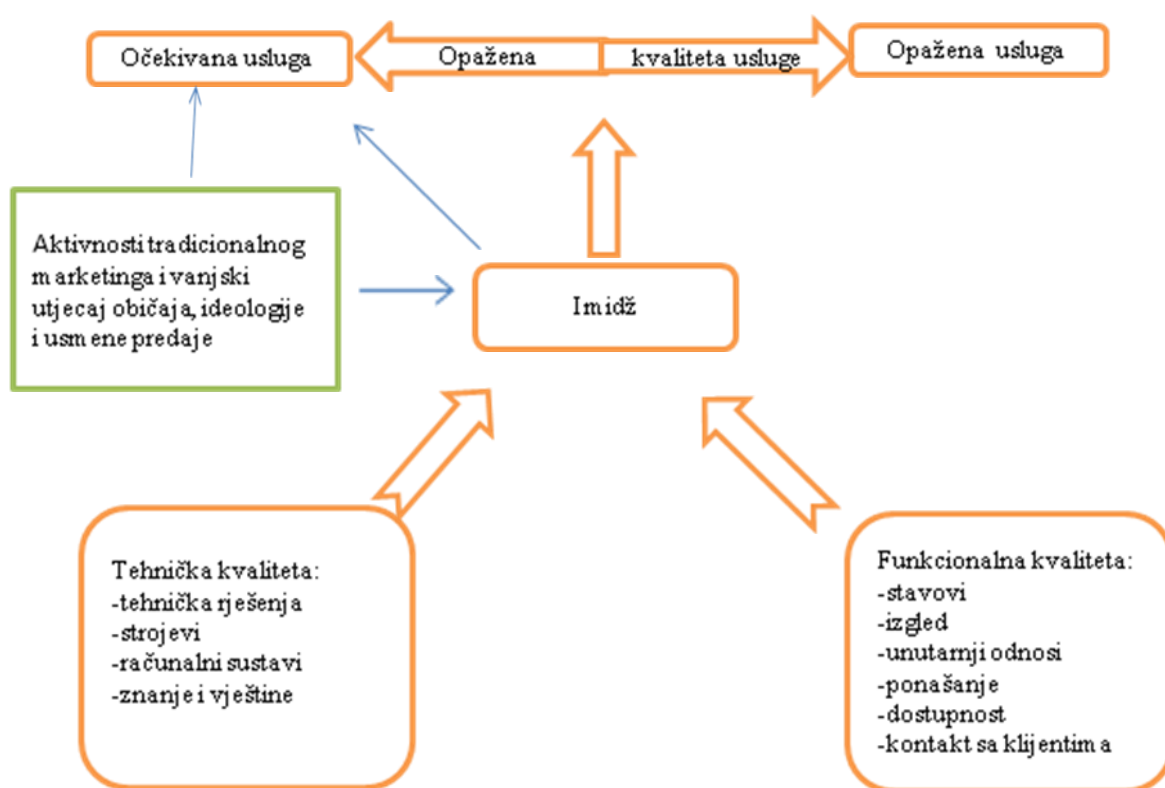 Očekivana usluga
Opažena
kvaliteta usluge
Opažena usluga
Aktivnosti tradicionalnog
marketinga i vanjski
utjecaj običaja, ideologije
i usmene predaje
Imidž
Tehnička kvaliteta:
-tehnička rješenja
-strojevi
-računalni sustavi
-znanje i vještine
Funkcionalna kvaliteta:
-stavovi
-izgled
-unutarnji odnosi
-ponašanje
-dostupnost
-kontakt sa klijentima